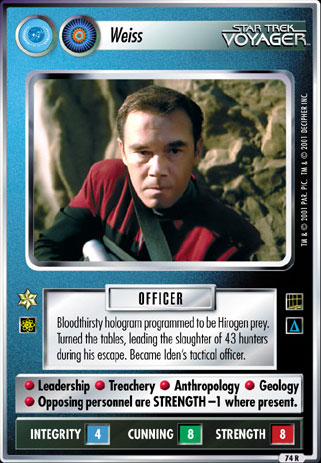 Weiss
STAR TREK
VOYAGER
TM & © 2001 PAR. PIC. TM & © 2001 DECIPHER INC.
OFFICER
Bloodthirsty hologram programmed to be Hirogen prey.
Turned the tables, leading the slaughter of 43 hunters
during his escape. Became Iden's tactical officer.
• Leadership • Treachery • Anthropology • Geology
• Opposing personnel are STRENGTH –1 where present.
INTEGRITY 4 CUNNING 8 STRENGTH 8
74 R